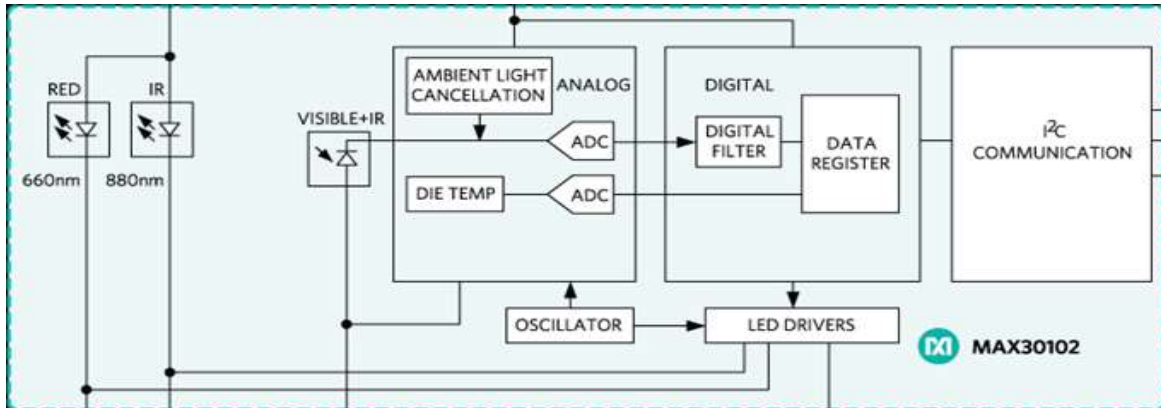 RED
IR
660nm
880nm
VISIBLE+IR
AMBIENT LIGHT
CANCELLATION
ANALOG
ADC
DIE TEMP
ADC
DIGITAL
DIGITAL
FILTER
DATA
REGISTER
I²C
COMMUNICATION
OSCILLATOR
LED DRIVERS
MAX30102